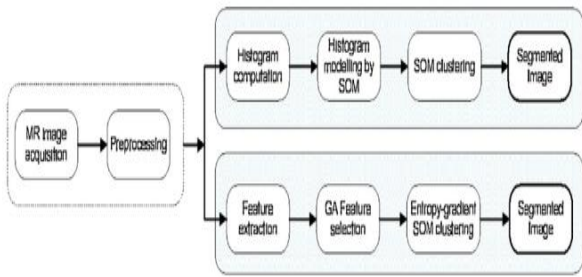 MR Image
acquisition
Preprocessing
Histogram
computation
Histogram
modelling by
SOM
SOM clustering
Segmented
Image
Feature
extraction
GA Feature
selection
Entropy-gradient
SOM clustering
Segmented
Image